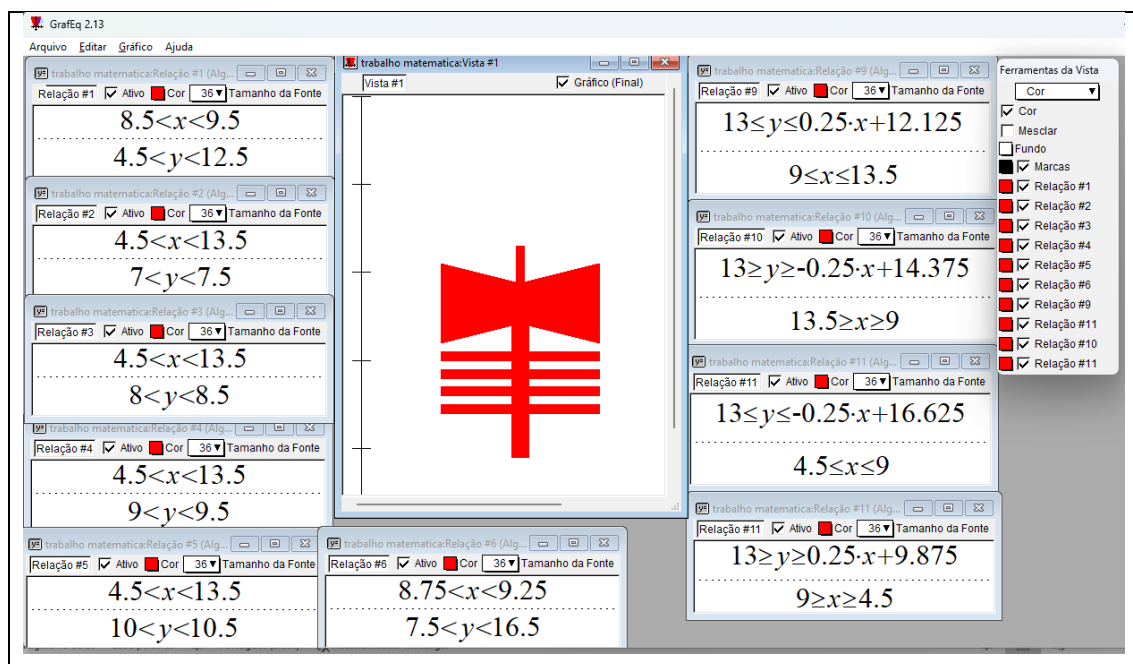 GrafEq 2.13
Arquivo Editar Gráfico Ajuda
trabalho matematica:Relação #1 (Alg...
Relação #1 Ativo Cor 36 Tamanho da Fonte
8.5<x<9.5
4.5<y<12.5
trabalho matematica:Relação #2 (Alg...
Relação #2 Ativo Cor 36 Tamanho da Fonte
4.5<x<13.5
7<y<7.5
trabalho matematica:Relação #3 (Alg...
Relação #3 Ativo Cor 36 Tamanho da Fonte
4.5<x<13.5
8<y<8.5
trabalho matematica:Relação #4 (Alg...
Relação #4 Ativo Cor 36 Tamanho da Fonte
4.5<x<13.5
9<y<9.5
trabalho matematica:Relação #5 (Alg...
Relação #5 Ativo Cor 36 Tamanho da Fonte
4.5<x<13.5
10<y<10.5
trabalho matematica:Relação #6 (Alg...
Relação #6 Ativo Cor 36 Tamanho da Fonte
8.75<x<9.25
7.5<y<16.5
trabalho matematica:Vista #1
Vista #1 Gráfico (Final)
trabalho matematica:Relação #9 (Alg...
Relação #9 Ativo Cor 36 Tamanho da Fonte
13≤y≤0.25·x+12.125
9≤x≤13.5
trabalho matematica:Relação #10 (Alg...
Relação #10 Ativo Cor 36 Tamanho da Fonte
13≥y≥-0.25·x+14.375
13.5≥x≥9
trabalho matematica:Relação #11 (Alg...
Relação #11 Ativo Cor 36 Tamanho da Fonte
13≤y≤-0.25·x+16.625
4.5≤x≤9
trabalho matematica:Relação #11 (Alg...
Relação #11 Ativo Cor 36 Tamanho da Fonte
13≥y≥0.25·x+9.875
9≥x≥4.5
Ferramentas da Vista
Cor
Cor
Mesclar
Fundo
Marcas
Relação #1
Relação #2
Relação #3
Relação #4
Relação #5
Relação #6
Relação #9
Relação #11
Relação #10
Relação #11